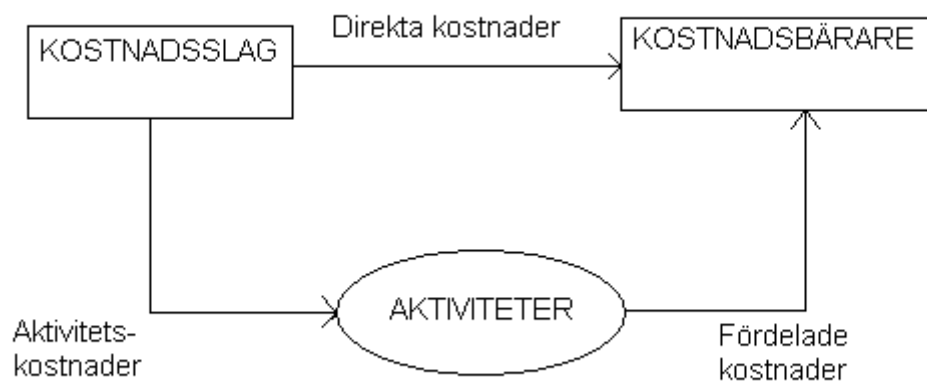 Direkta kostnader
KOSTNADSSLAG
KOSTNADSBÄRARE
AKTIVITETER
Aktivitets-
kostnader
Fördelade
kostnader